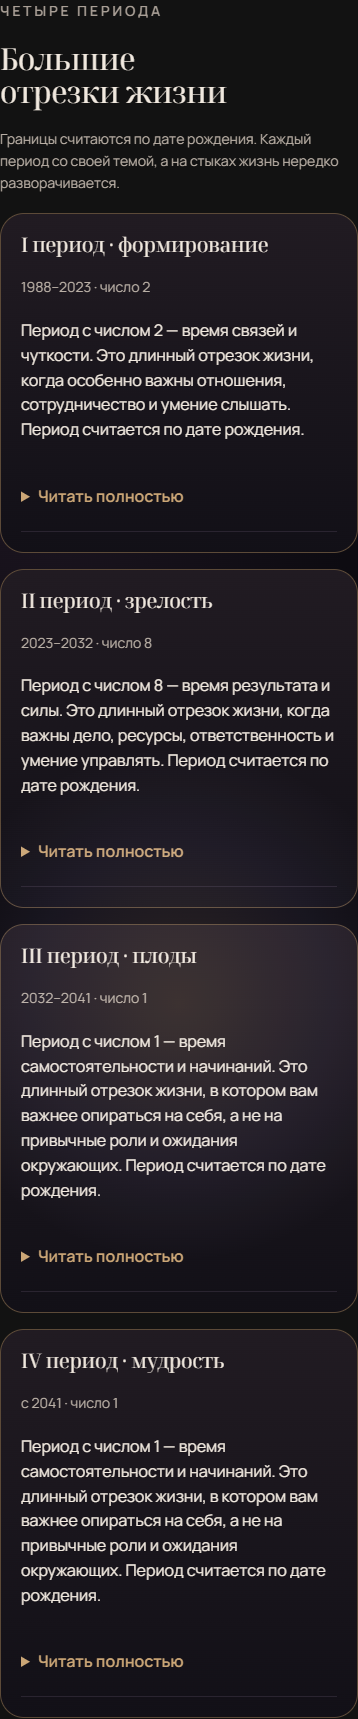 ЧЕТЫРЕ ПЕРИОДА
Большие
отрезки жизни
Границы считаются по дате рождения. Каждый
период со своей темой, а на стыках жизнь нередко
разворачивается.
I период · формирование
1988–2023 · число 2
Период с числом 2 — время связей и
чуткости. Это длинный отрезок жизни,
когда особенно важны отношения,
сотрудничество и умение слышать.
Период считается по дате рождения.
▶ Читать полностью
II период · зрелость
2023–2032 · число 8
Период с числом 8 — время результата и
силы. Это длинный отрезок жизни, когда
важны дело, ресурсы, ответственность и
умение управлять. Период считается по
дате рождения.
▶ Читать полностью
III период · плоды
2032–2041 · число 1
Период с числом 1 — время
самостоятельности и начинаний. Это
длинный отрезок жизни, в котором вам
важнее опираться на себя, а не на
привычные роли и ожидания
окружающих. Период считается по дате
рождения.
▶ Читать полностью
IV период · мудрость
с 2041 · число 1
Период с числом 1 — время
самостоятельности и начинаний. Это
длинный отрезок жизни, в котором вам
важнее опираться на себя, а не на
привычные роли и ожидания
окружающих. Период считается по дате
рождения.
▶ Читать полностью